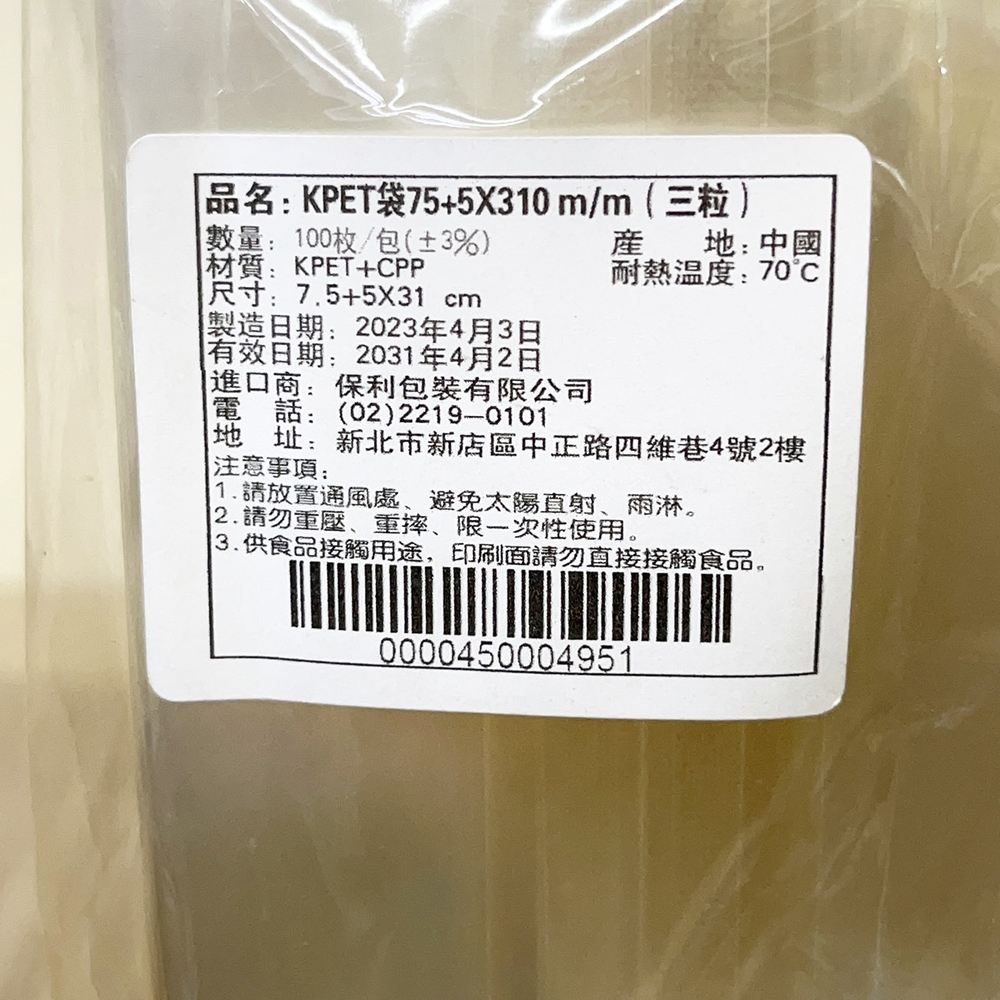 品名: KPET袋75+5X310 m/m (三粒)
數量: 100枚/包(±3%) 産 地: 中國
材質: KPET+CPP 耐熱温度: 70°C
尺寸: 7.5+5X31 cm
製造日期: 2023年4月3日
有效日期: 2031年4月2日
進口商: 保利包裝有限公司
電 話: (02)2219-0101
地 址: 新北市新店區中正路四維巷4號2樓
注意事項:
1.請放置通風處、避免太陽直射、雨淋。
2.請勿重壓、重摔、限一次性使用。
3.供食品接觸用途，印刷面請勿直接接觸食品。
0000450004951